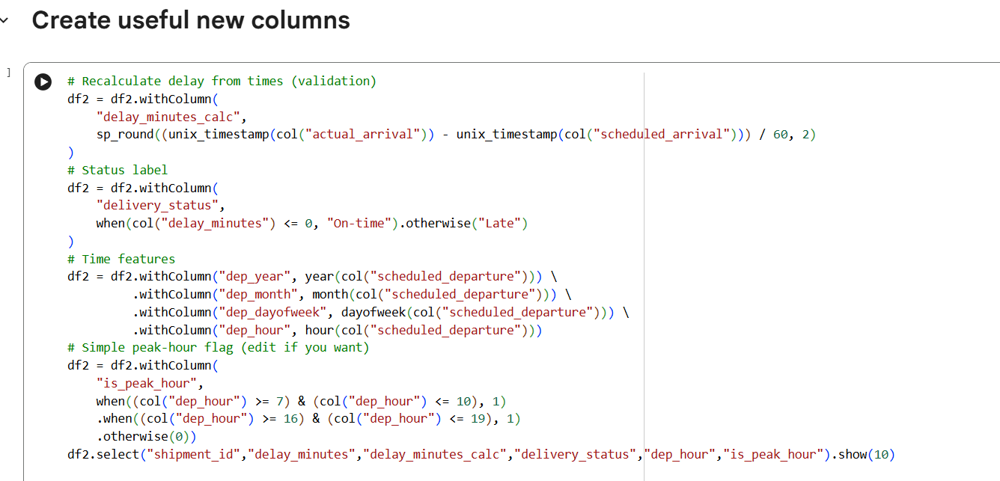 Create useful new columns
]
# Recalculate delay from times (validation)
df2 = df2.withColumn(
    "delay_minutes_calc",
    sp_round((unix_timestamp(col("actual_arrival")) - unix_timestamp(col("scheduled_arrival"))) / 60, 2)
)
# Status label
df2 = df2.withColumn(
    "delivery_status",
    when(col("delay_minutes") <= 0, "On-time").otherwise("Late")
)
# Time features
df2 = df2.withColumn("dep_year", year(col("scheduled_departure"))) \
         .withColumn("dep_month", month(col("scheduled_departure"))) \
         .withColumn("dep_dayofweek", dayofweek(col("scheduled_departure"))) \
         .withColumn("dep_hour", hour(col("scheduled_departure")))
# Simple peak-hour flag (edit if you want)
df2 = df2.withColumn(
    "is_peak_hour",
    when((col("dep_hour") >= 7) & (col("dep_hour") <= 10), 1)
    .when((col("dep_hour") >= 16) & (col("dep_hour") <= 19), 1)
    .otherwise(0))
df2.select("shipment_id","delay_minutes","delay_minutes_calc","delivery_status","dep_hour","is_peak_hour").show(10)